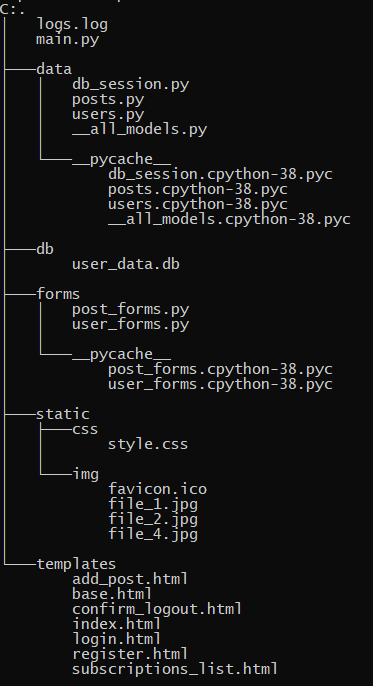 C:.
logs.log
main.py
data
db_session.py
posts.py
users.py
__all_models.py
__pycache__
db_session.cpython-38.pyc
posts.cpython-38.pyc
users.cpython-38.pyc
__all_models.cpython-38.pyc
db
user_data.db
forms
post_forms.py
user_forms.py
__pycache__
post_forms.cpython-38.pyc
user_forms.cpython-38.pyc
static
css
style.css
img
favicon.ico
file_1.jpg
file_2.jpg
file_4.jpg
templates
add_post.html
base.html
confirm_logout.html
index.html
login.html
register.html
subscriptions_list.html